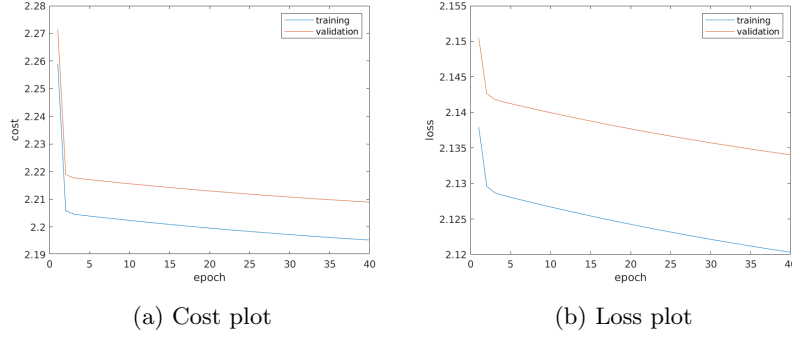 2.28
2.27
2.26
2.25
2.24
2.23
2.22
2.21
2.2
2.19
cost
0 5 10 15 20 25 30 35 40
epoch
training
validation
(a) Cost plot
2.155
2.15
2.145
2.14
2.135
2.13
2.125
2.12
loss
0 5 10 15 20 25 30 35 40
epoch
training
validation
(b) Loss plot